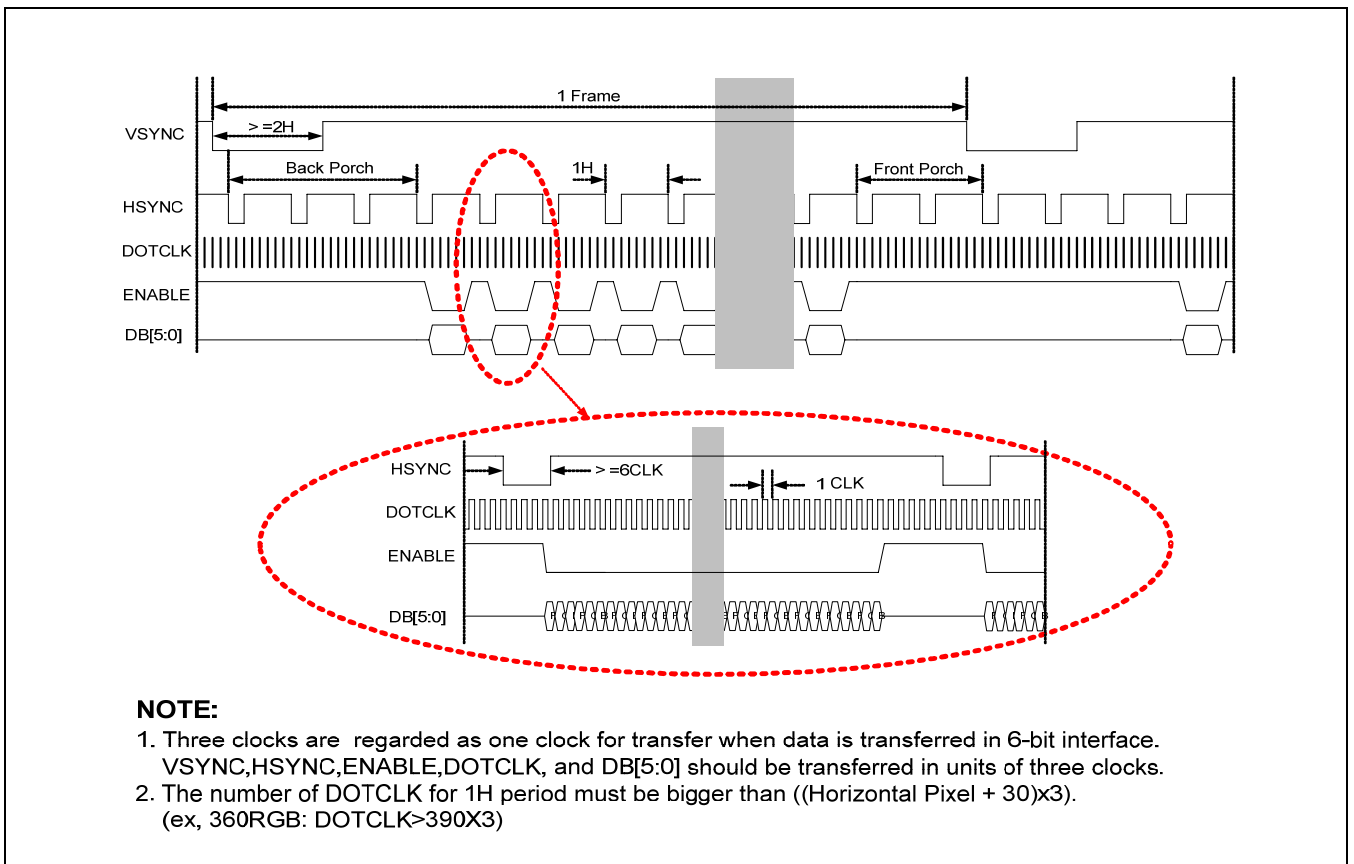 1 Frame
VSYNC
> =2H
Back Porch
1H
Front Porch
HSYNC
DOTCLK
ENABLE
DB[5:0]
HSYNC
> =6CLK
1 CLK
DOTCLK
ENABLE
DB[5:0]
NOTE:
1. Three clocks are regarded as one clock for transfer when data is transferred in 6-bit interface.
VSYNC,HSYNC,ENABLE,DOTCLK, and DB[5:0] should be transferred in units of three clocks.
2. The number of DOTCLK for 1H period must be bigger than ((Horizontal Pixel + 30)x3).
(ex, 360RGB: DOTCLK>390X3)